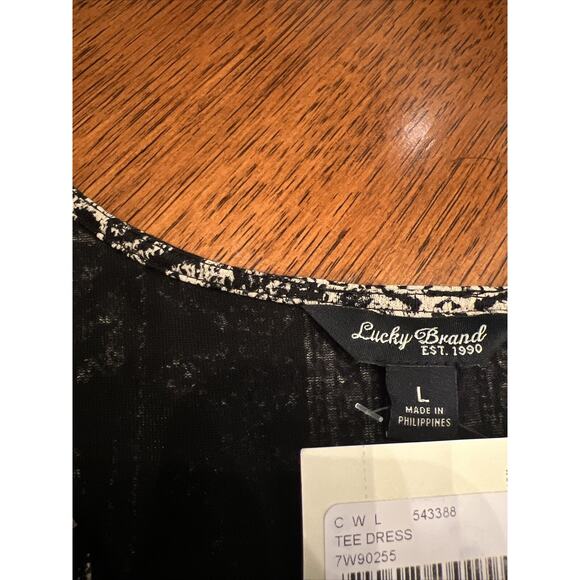 Lucky Brand
EST. 1990
L
MADE IN
PHILIPPINES
C W L 543388
TEE DRESS
7W90255